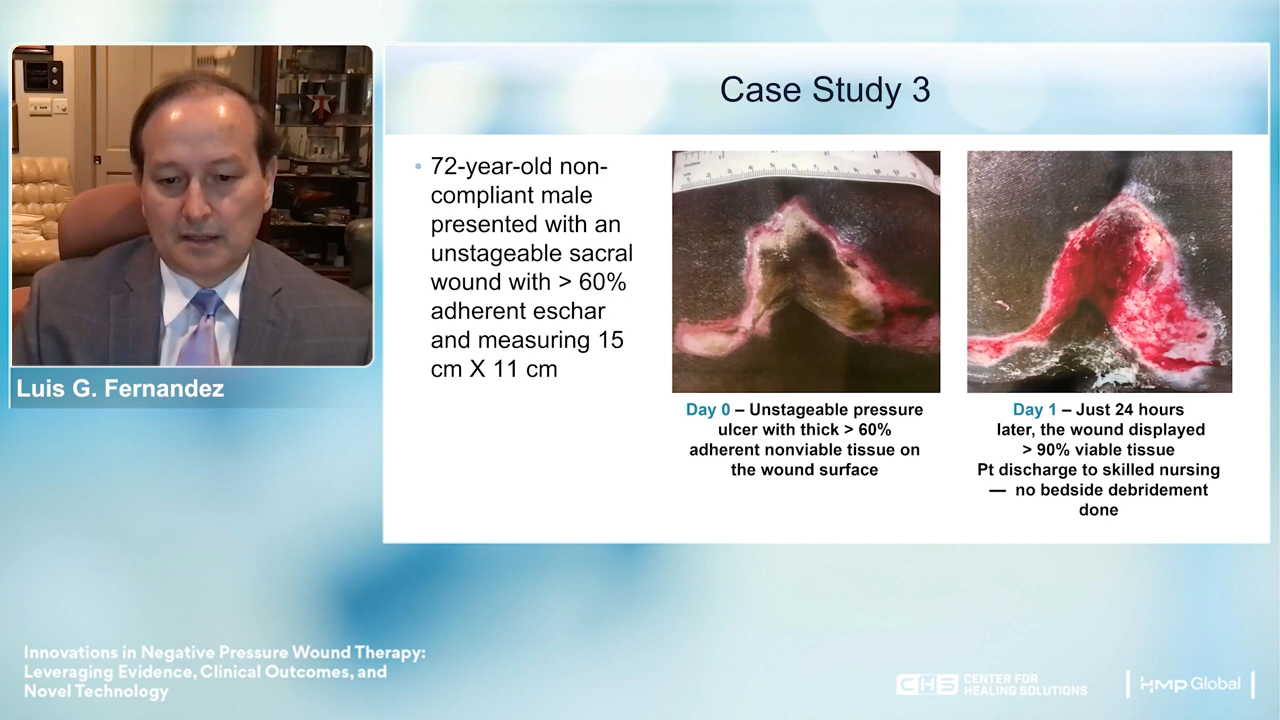 Case Study 3
• 72-year-old non-
compliant male
presented with an
unstageable sacral
wound with > 60%
adherent eschar
and measuring 15
cm X 11 cm
Day 0 – Unstageable pressure
ulcer with thick > 60%
adherent nonviable tissue on
the wound surface
Day 1 – Just 24 hours
later, the wound displayed
> 90% viable tissue
Pt discharge to skilled nursing
— no bedside debridement
done
Luis G. Fernandez
Innovations in Negative Pressure Wound Therapy:
Leveraging Evidence, Clinical Outcomes, and
Novel Technology
CHS CENTER FOR
HEALING SOLUTIONS
HMP Global